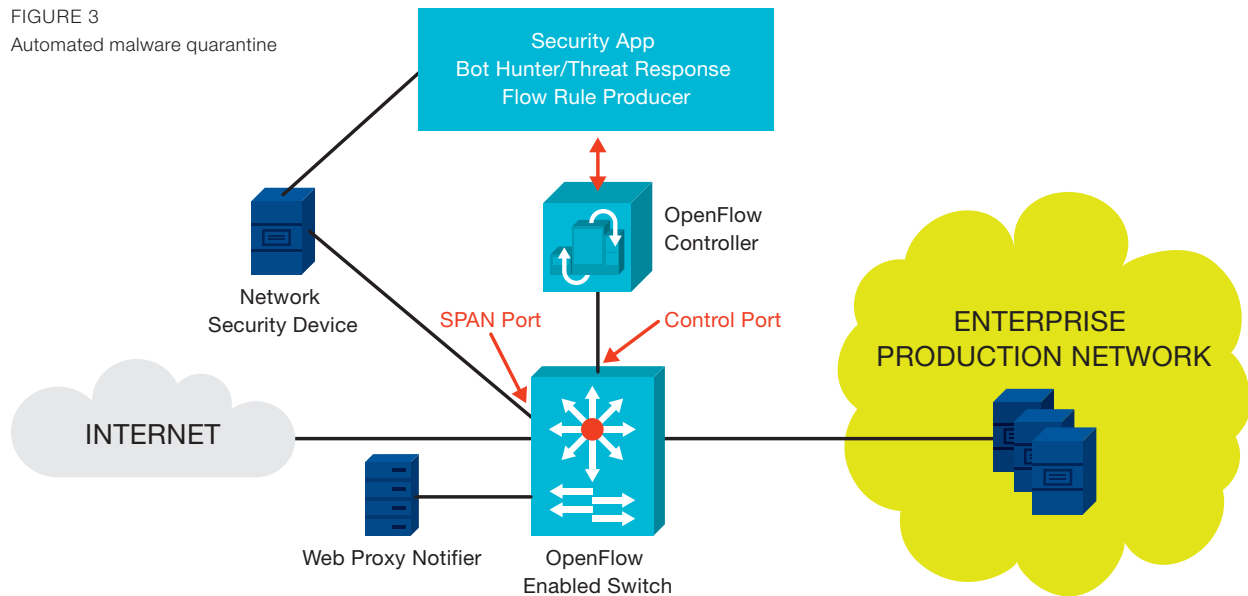 FIGURE 3
Automated malware quarantine
Security App
Bot Hunter/Threat Response
Flow Rule Producer
OpenFlow
Controller
Network
Security Device
SPAN Port
Control Port
ENTERPRISE
PRODUCTION NETWORK
INTERNET
Web Proxy Notifier
OpenFlow
Enabled Switch